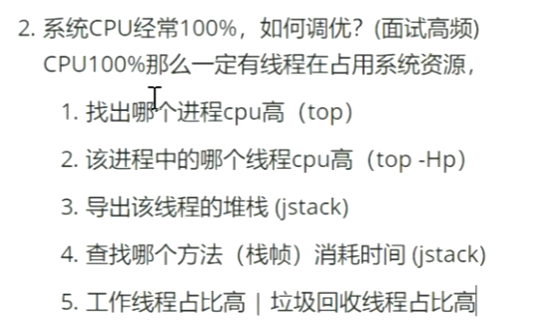 2. 系统CPU经常100%，如何调优？(面试高频)
CPU100%那么一定有线程在占用系统资源，
1. 找出哪个进程cpu高（top）
2. 该进程中的哪个线程cpu高（top -Hp）
3. 导出该线程的堆栈 (jstack)
4. 查找哪个方法（栈帧）消耗时间 (jstack)
5. 工作线程占比高 | 垃圾回收线程占比高